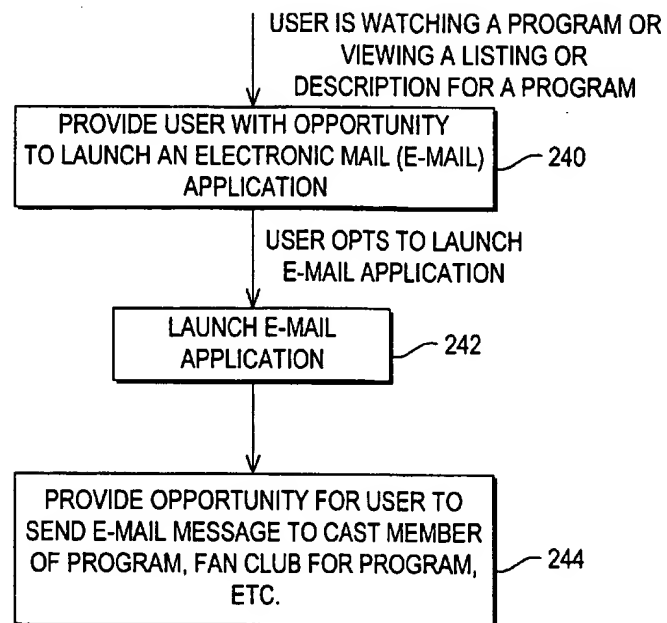 USER IS WATCHING A PROGRAM OR
VIEWING A LISTING OR
DESCRIPTION FOR A PROGRAM
PROVIDE USER WITH OPPORTUNITY
TO LAUNCH AN ELECTRONIC MAIL (E-MAIL)
APPLICATION
240
USER OPTS TO LAUNCH
E-MAIL APPLICATION
LAUNCH E-MAIL
APPLICATION
242
PROVIDE OPPORTUNITY FOR USER TO
SEND E-MAIL MESSAGE TO CAST MEMBER
OF PROGRAM, FAN CLUB FOR PROGRAM,
ETC.
244